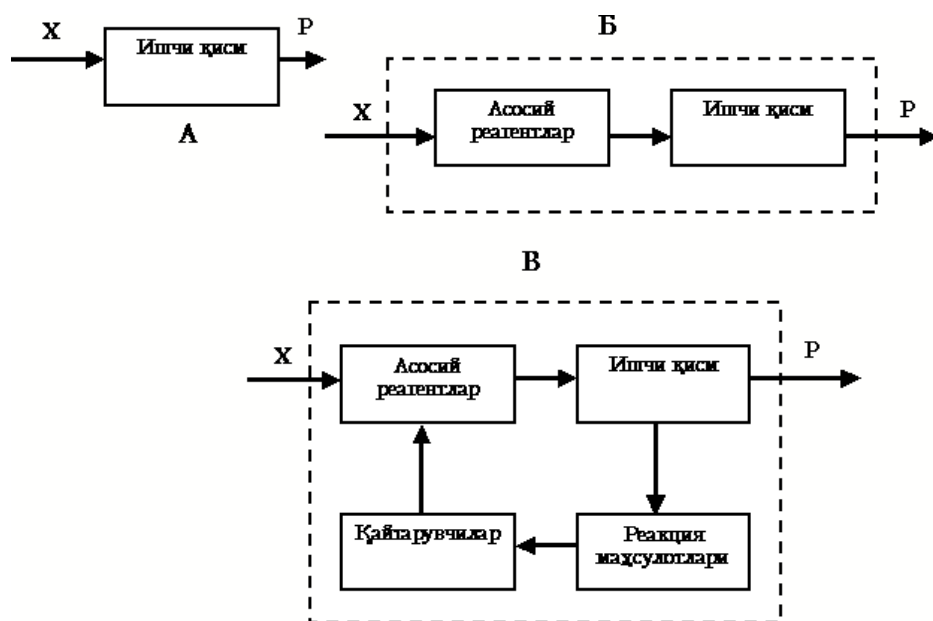 X
Ишчи қисм
P
А
Б
X
Асосий
реагентлар
Ишчи қисм
P
В
X
Асосий
реагентлар
Ишчи қисм
P
Қайтарувчилар
Реакция
маҳсулотлари